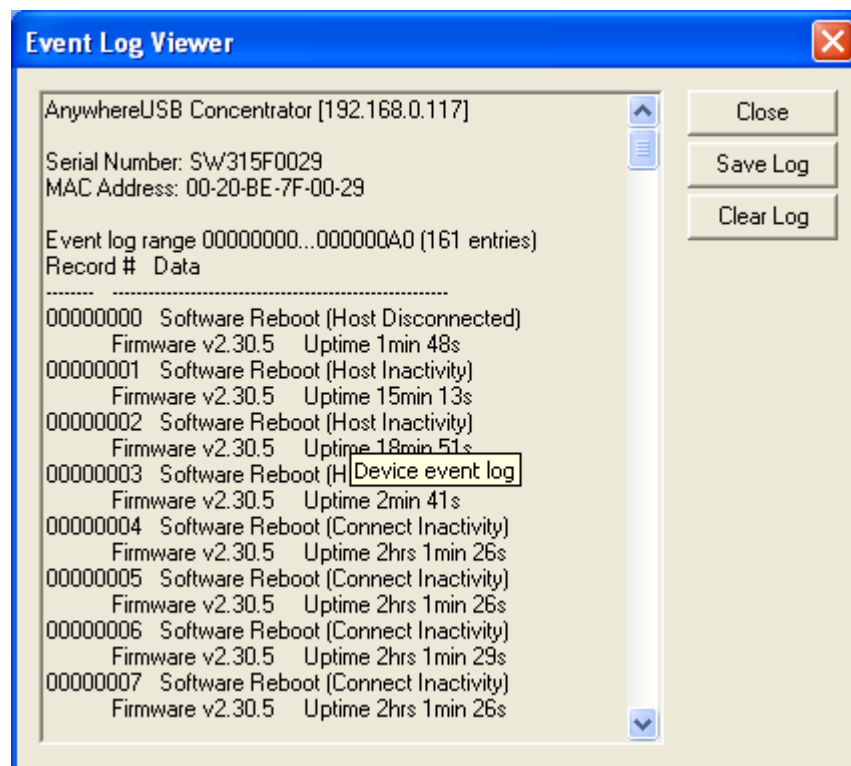 Event Log Viewer
AnywhereUSB Concentrator [192.168.0.117]
Serial Number: SW315F0029
MAC Address: 00-20-BE-7F-00-29
Event log range 00000000...000000A0 (161 entries)
Record # Data
-------- --------------------------------------------------------
00000000 Software Reboot (Host Disconnected)
Firmware v2.30.5 Uptime 1min 48s
00000001 Software Reboot (Host Inactivity)
Firmware v2.30.5 Uptime 15min 13s
00000002 Software Reboot (Host Inactivity)
Firmware v2.30.5 Uptime 18min 51s
00000003 Software Reboot (H
Device event log
Firmware v2.30.5 Uptime 2min 41s
00000004 Software Reboot (Connect Inactivity)
Firmware v2.30.5 Uptime 2hrs 1min 26s
00000005 Software Reboot (Connect Inactivity)
Firmware v2.30.5 Uptime 2hrs 1min 26s
00000006 Software Reboot (Connect Inactivity)
Firmware v2.30.5 Uptime 2hrs 1min 29s
00000007 Software Reboot (Connect Inactivity)
Firmware v2.30.5 Uptime 2hrs 1min 26s
Close
Save Log
Clear Log